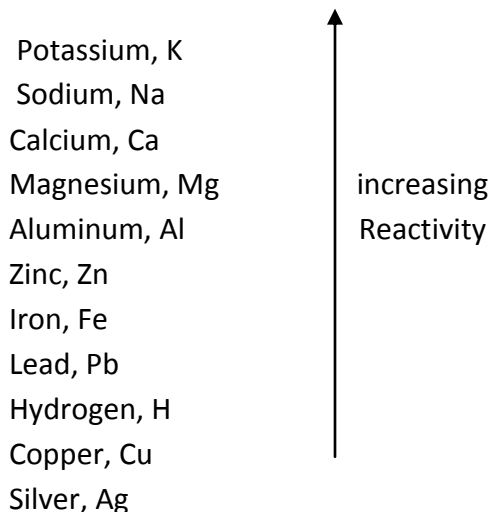 Potassium, K
Sodium, Na
Calcium, Ca
Magnesium, Mg
increasing
Aluminum, Al
Reactivity
Zinc, Zn
Iron, Fe
Lead, Pb
Hydrogen, H
Copper, Cu
Silver, Ag